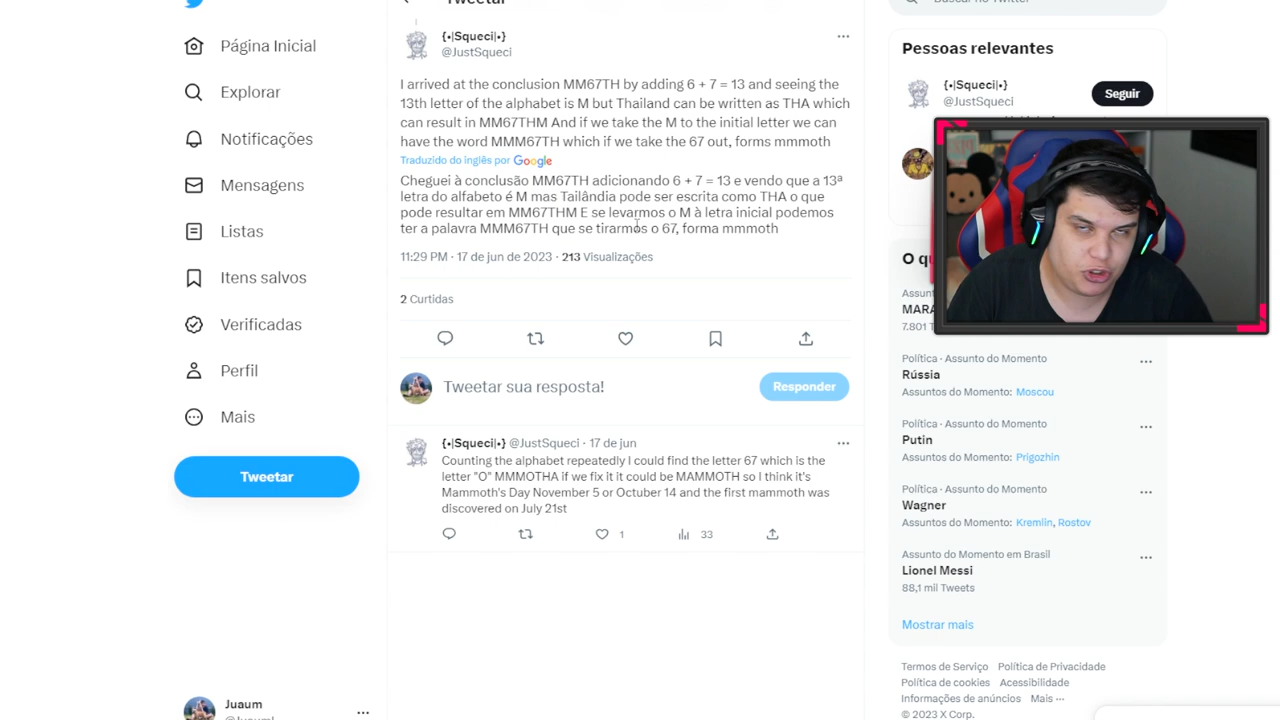 Tweetar
Buscar no Twitter
Página Inicial
Explorar
Notificações
Mensagens
Listas
Itens salvos
Verificadas
Perfil
Mais
Tweetar
Juaum
{•|Squeci|•}
@JustSqueci
I arrived at the conclusion MM67TH by adding 6 + 7 = 13 and seeing the
13th letter of the alphabet is M but Thailand can be written as THA which
can result in MM67THM And if we take the M to the initial letter we can
have the word MMM67TH which if we take the 67 out, forms mmmoth
Traduzido do inglês por Google
Cheguei à conclusão MM67TH adicionando 6 + 7 = 13 e vendo que a 13ª
letra do alfabeto é M mas Tailândia pode ser escrita como THA o que
pode resultar em MM67THM E se levarmos o M à letra inicial podemos
ter a palavra MMM67TH que se tirarmos o 67, forma mmmoth
11:29 PM · 17 de jun de 2023 · 213 Visualizações
2 Curtidas
Tweetar sua resposta!
Responder
{•|Squeci|•} @JustSqueci · 17 de jun
Counting the alphabet repeatedly I could find the letter 67 which is the
letter "O" MMMOTHA if we fix it it could be MAMMOTH so I think it's
Mammoth's Day November 5 or Octuber 14 and the first mammoth was
discovered on July 21st
1
33
Pessoas relevantes
{•|Squeci|•}
@JustSqueci
Seguir
O qu
Assunt
MARA
7.801 T
Política · Assunto do Momento
Rússia
Assuntos do Momento: Moscou
Política · Assunto do Momento
Putin
Assuntos do Momento: Prigozhin
Política · Assunto do Momento
Wagner
Assuntos do Momento: Kremlin, Rostov
Assunto do Momento em Brasil
Lionel Messi
88,1 mil Tweets
Mostrar mais
Termos de Serviço Política de Privacidade
Política de cookies Acessibilidade
Informações de anúncios Mais ···
© 2023 X Corp.